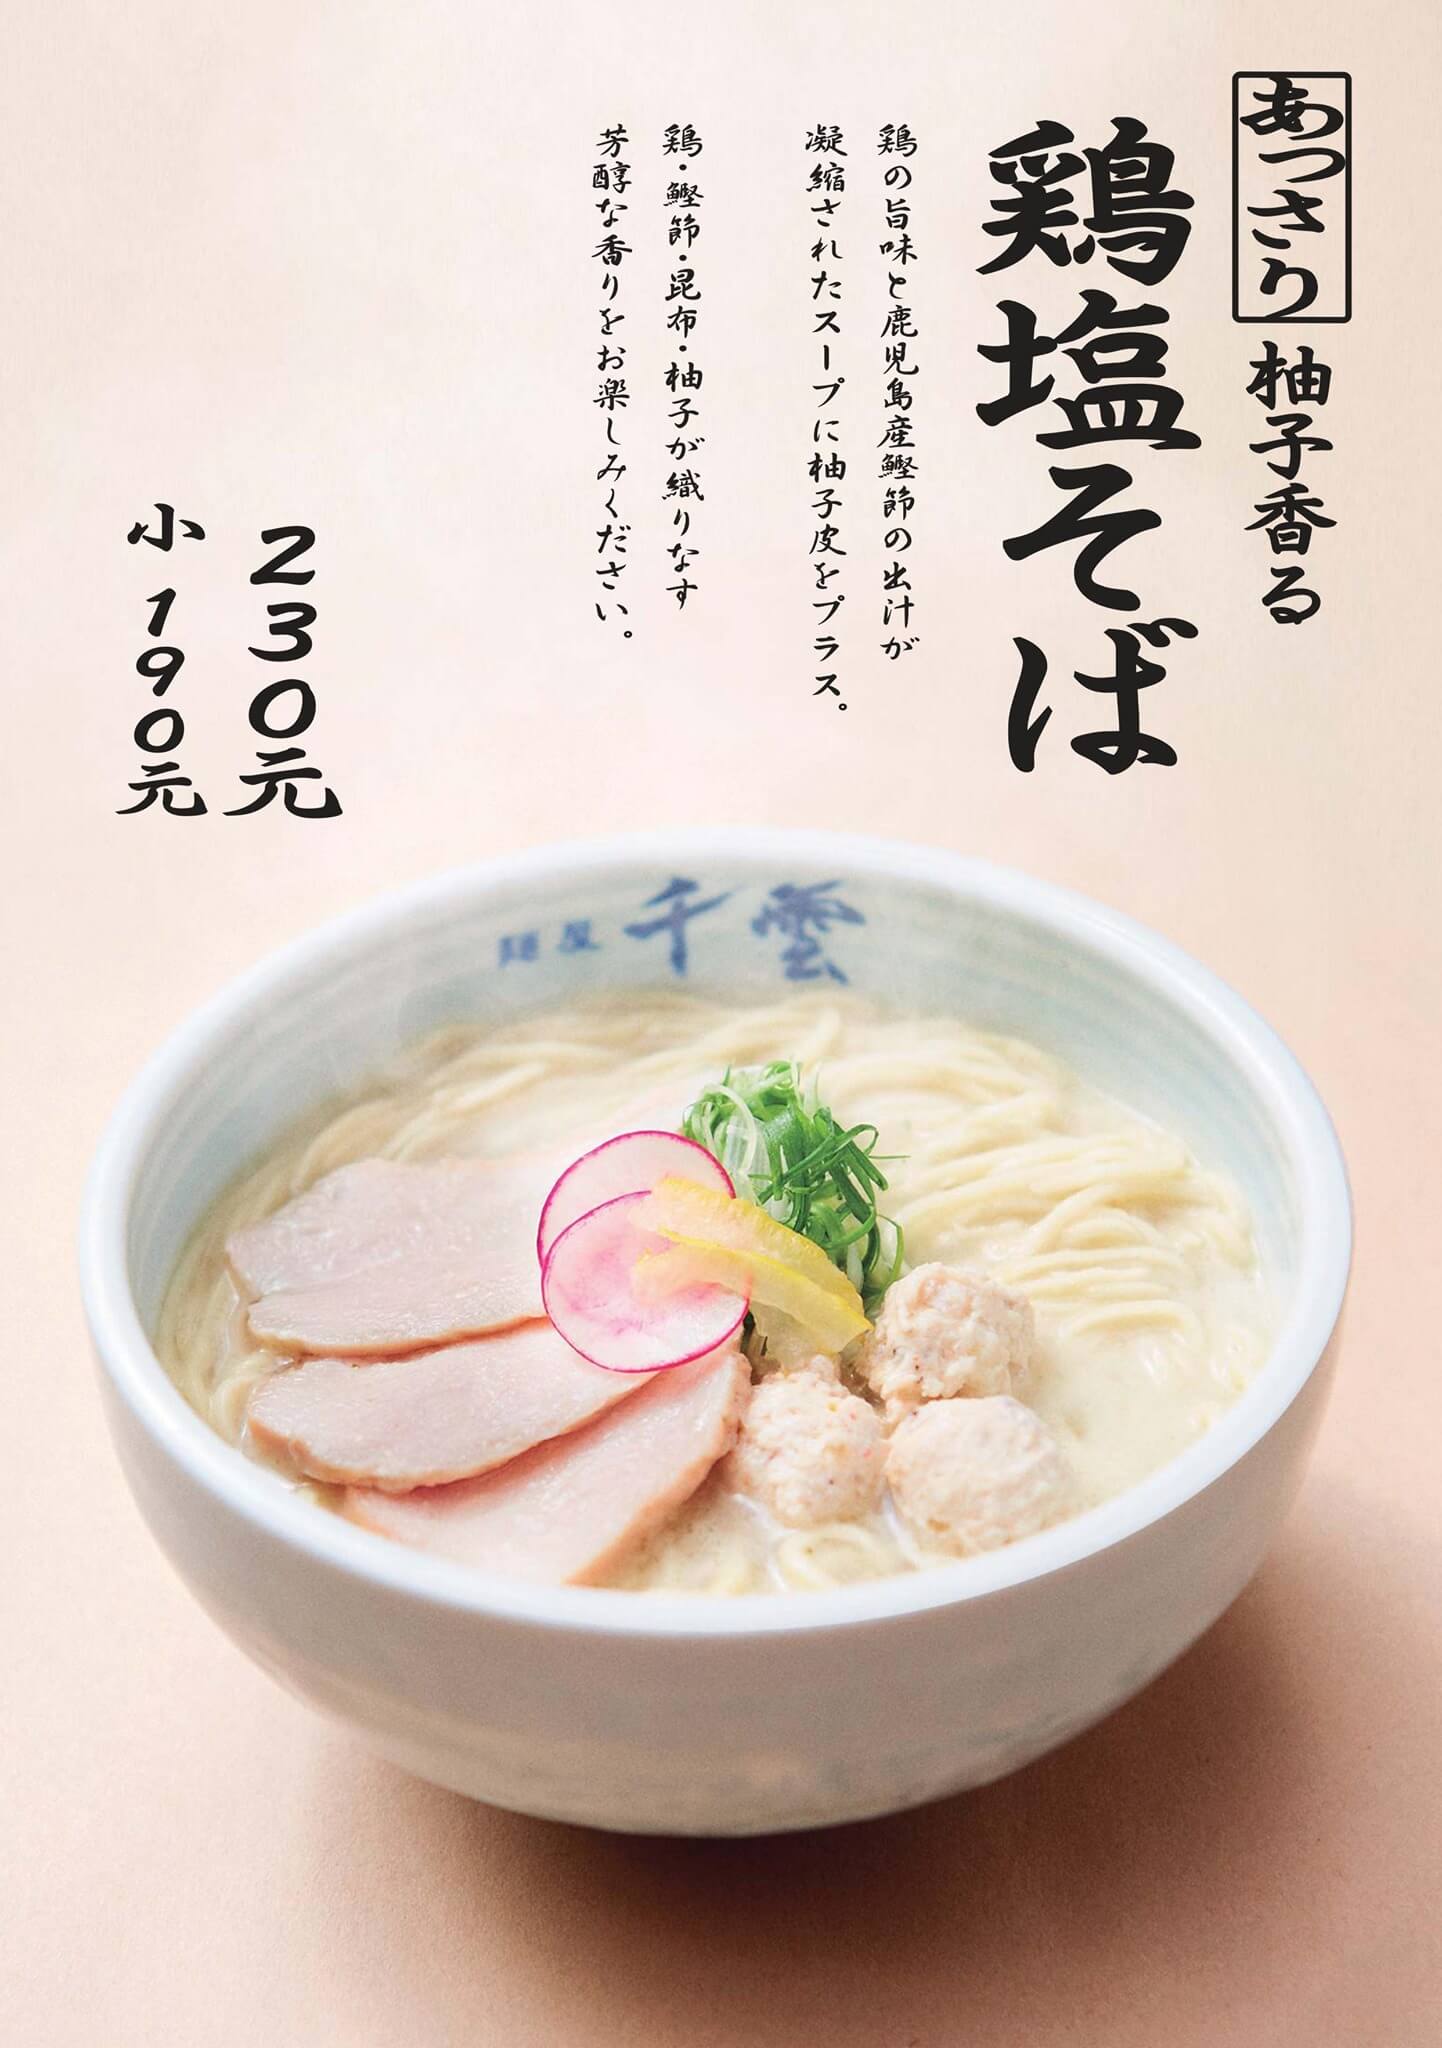 あっさり 柚子香る
鶏塩そば
鶏の旨味と鹿児島産鰹節の出汁が
凝縮されたスープに柚子皮をプラス。
鶏・鰹節・昆布・柚子が織りなす
芳醇な香りをお楽しみください。
230元
小 190元
麺屋 千雲